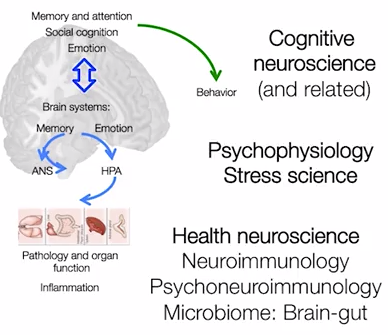 Memory and attention
Social cognition
Emotion
Brain systems:
Memory Emotion
ANS HPA
Pathology and organ
function
Inflammation
Behavior
Cognitive
neuroscience
(and related)
Psychophysiology
Stress science
Health neuroscience
Neuroimmunology
Psychoneuroimmunology
Microbiome: Brain-gut